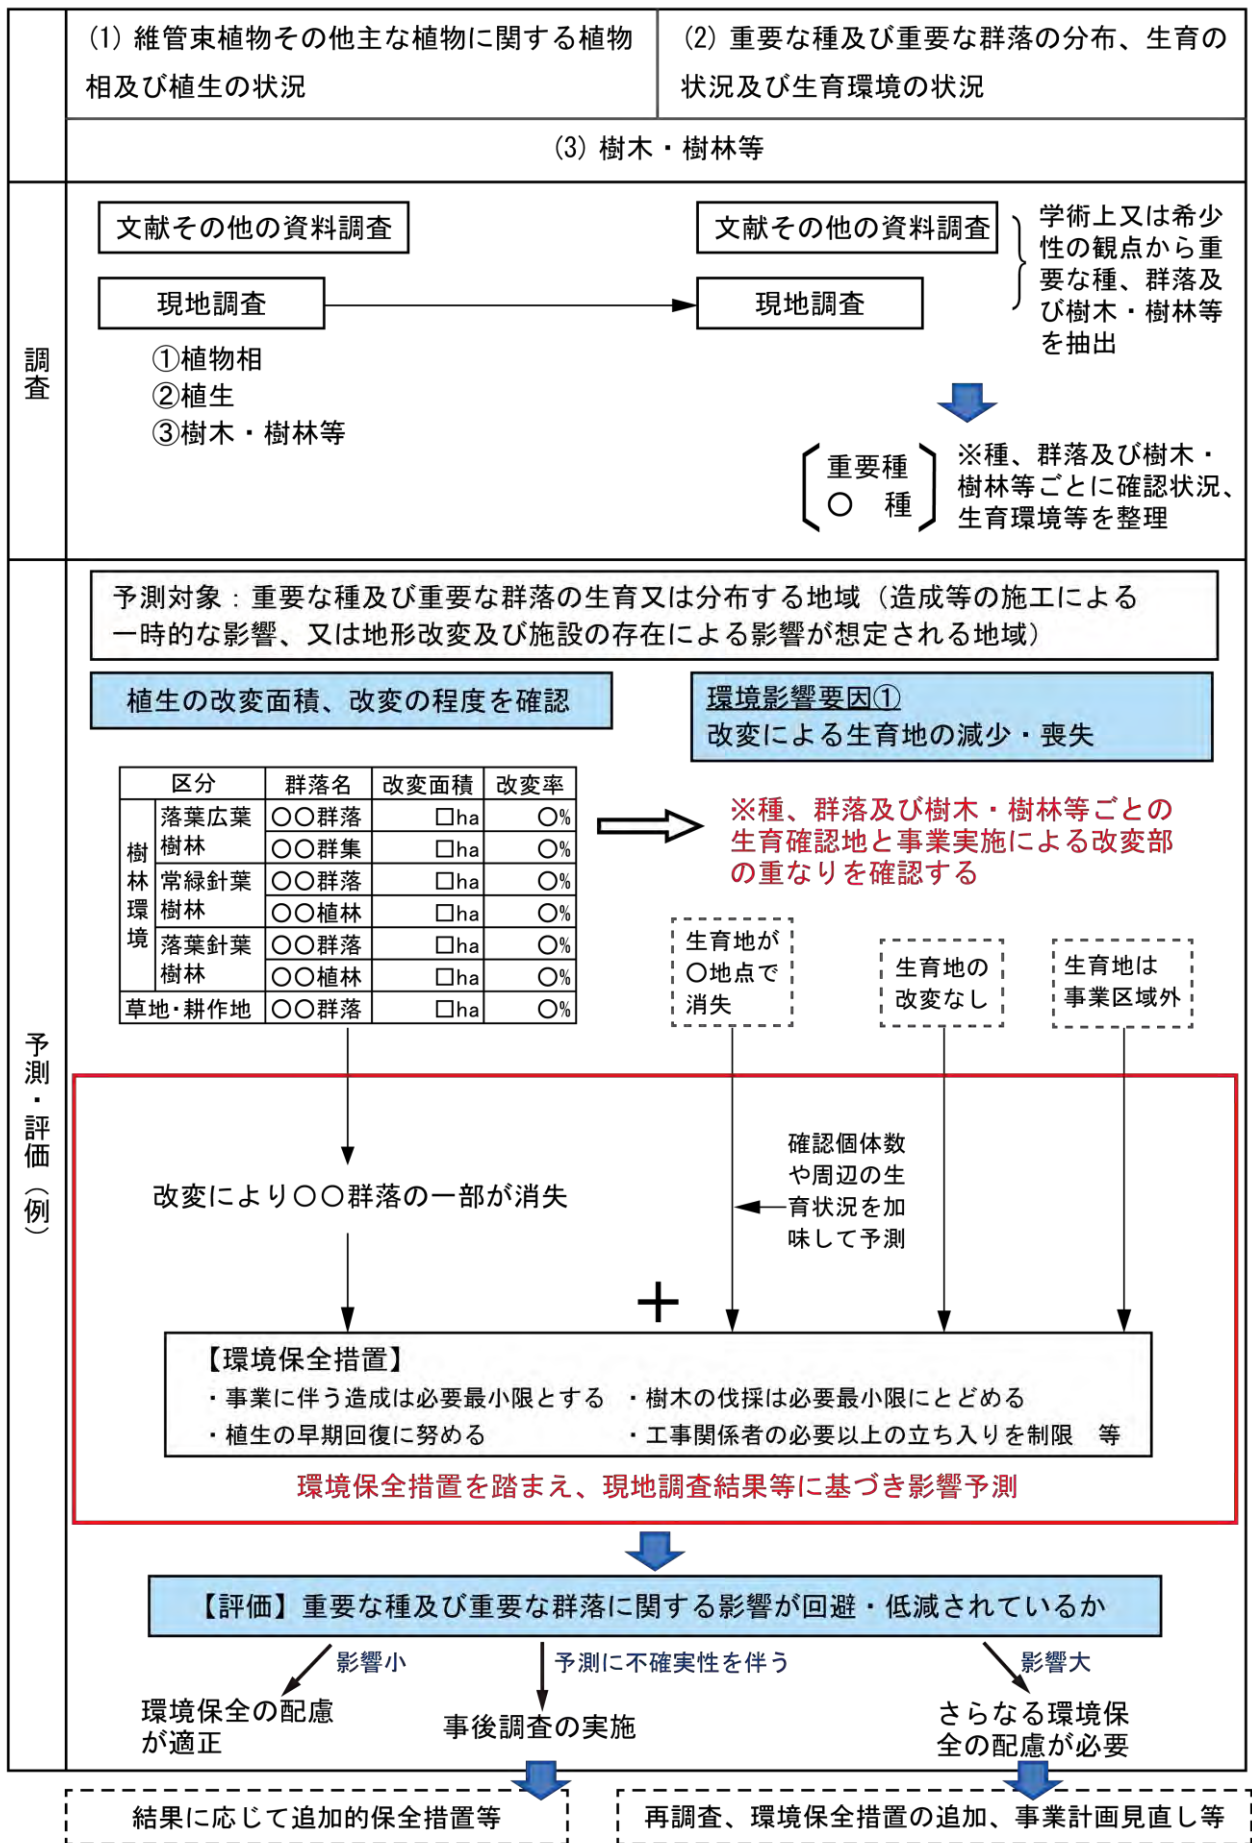 (1) 維管束植物その他主な植物に関する植物
相及び植生の状況
(2) 重要な種及び重要な群落の分布、生育の
状況及び生育環境の状況
(3) 樹木・樹林等
調査
文献その他の資料調査
現地調査
①植物相
②植生
③樹木・樹林等
文献その他の資料調査
現地調査
学術上又は希少
性の観点から重
要な種、群落及
び樹木・樹林等
を抽出
重要種
〇 種
※種、群落及び樹木・
樹林等ごとに確認状況、
生育環境等を整理
予測・評価（例）
予測対象：重要な種及び重要な群落の生育又は分布する地域（造成等の施工による
一時的な影響、又は地形改変及び施設の存在による影響が想定される地域）
植生の改変面積、改変の程度を確認
環境影響要因①
改変による生育地の減少・喪失
区分 群落名 改変面積 改変率
樹林環境
落葉広葉
樹林
〇〇群落 □ha 〇%
〇〇群集 □ha 〇%
常緑針葉
樹林
〇〇群落 □ha 〇%
〇〇植林 □ha 〇%
落葉針葉
樹林
〇〇群落 □ha 〇%
〇〇植林 □ha 〇%
草地・耕作地 〇〇群落 □ha 〇%
※種、群落及び樹木・樹林等ごとの
生育確認地と事業実施による改変部
の重なりを確認する
生育地が
〇地点で
消失
生育地の
改変なし
生育地は
事業区域外
改変により〇〇群落の一部が消失
確認個体数
や周辺の生
育状況を加
味して予測
＋
【環境保全措置】
・事業に伴う造成は必要最小限とする ・樹木の伐採は必要最小限にとどめる
・植生の早期回復に努める ・工事関係者の必要以上の立ち入りを制限 等
環境保全措置を踏まえ、現地調査結果等に基づき影響予測
【評価】重要な種及び重要な群落に関する影響が回避・低減されているか
影響小
予測に不確実性を伴う
影響大
環境保全の配慮
が適正
事後調査の実施
さらなる環境保
全の配慮が必要
結果に応じて追加的保全措置等
再調査、環境保全措置の追加、事業計画見直し等